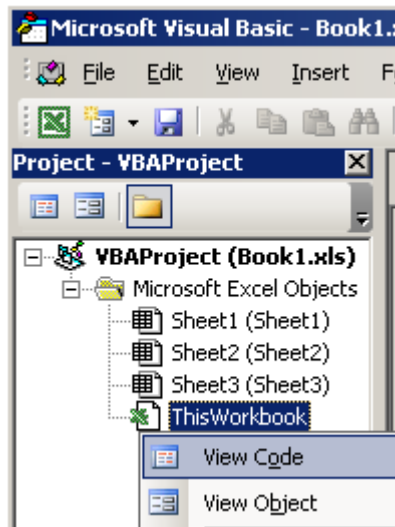 Microsoft Visual Basic - Book1.
File Edit View Insert F
Project - VBAProject
VBAProject (Book1.xls)
Microsoft Excel Objects
Sheet1 (Sheet1)
Sheet2 (Sheet2)
Sheet3 (Sheet3)
ThisWorkbook
View Code
View Object